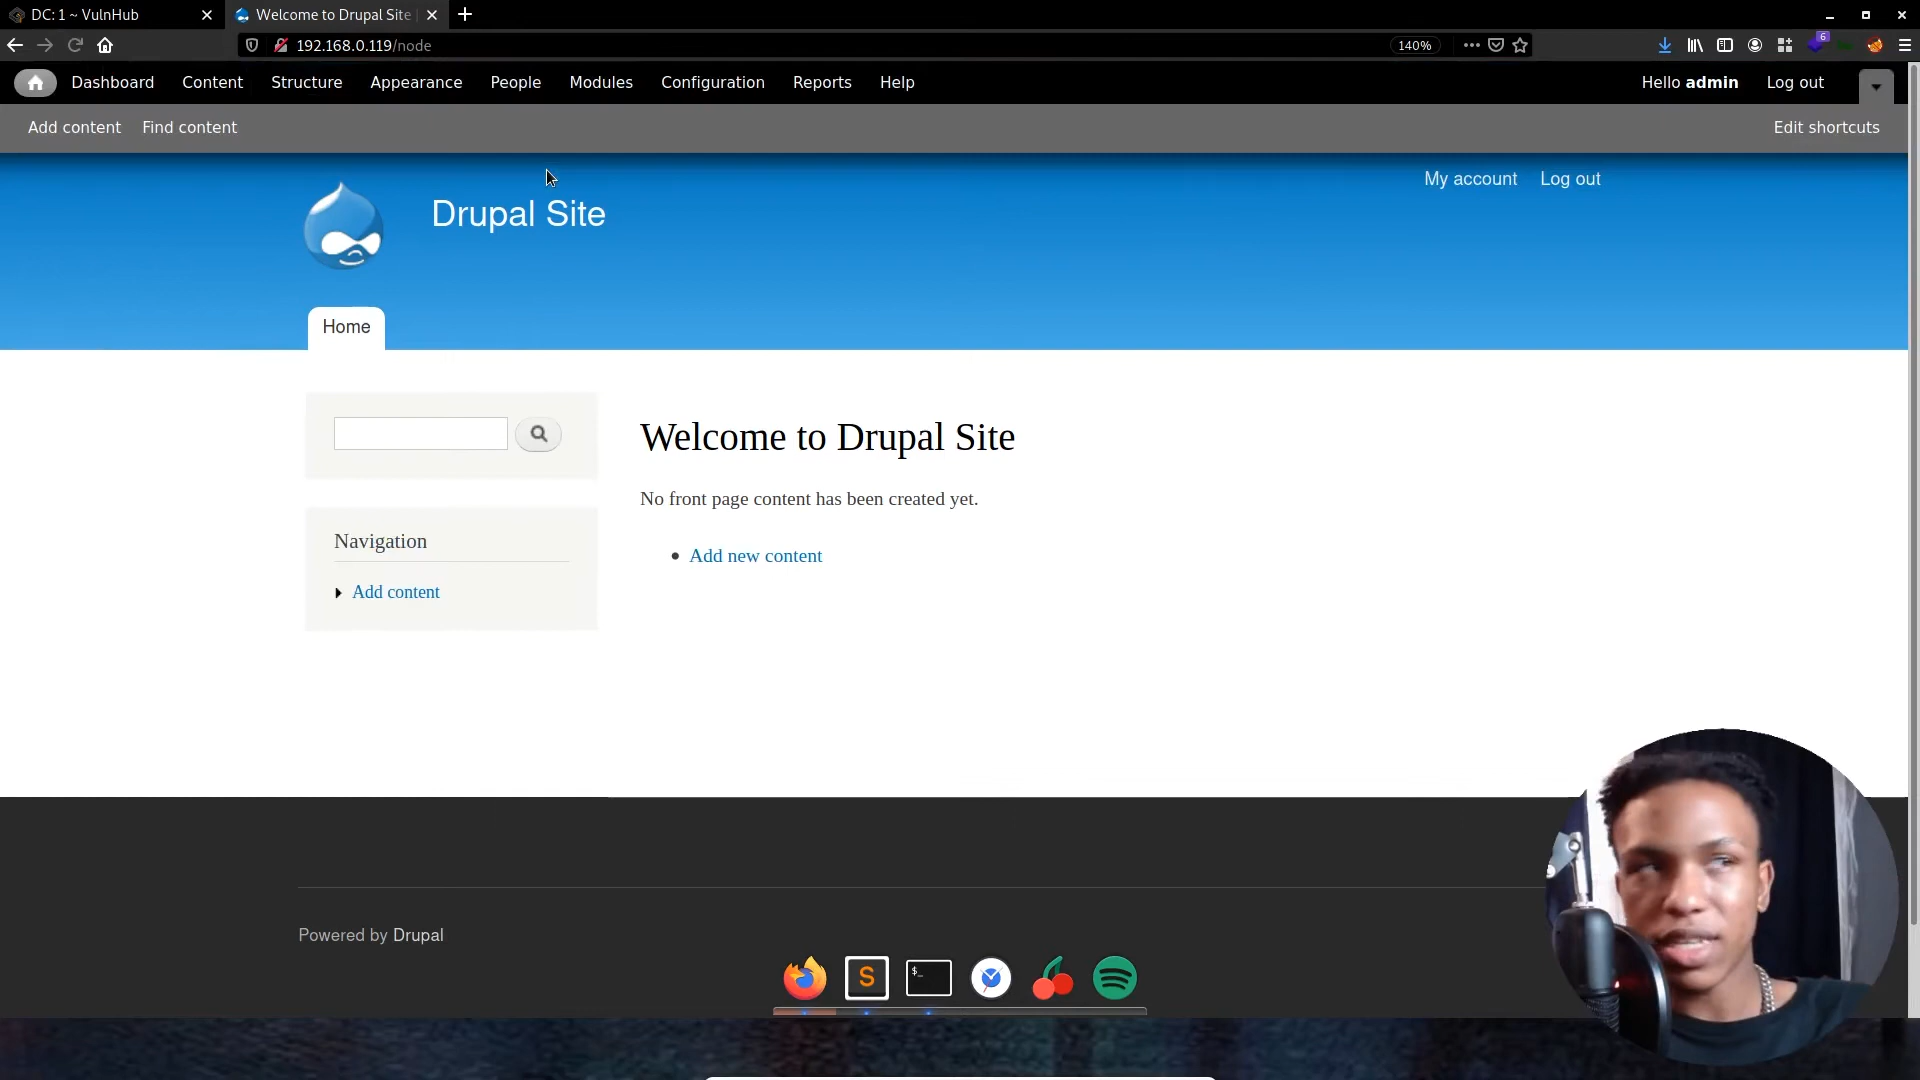 DC: 1 ~ VulnHub
Welcome to Drupal Site
192.168.0.119/node
140%
6
Dashboard Content Structure Appearance People Modules Configuration Reports Help
Hello admin Log out
Add content Find content
Edit shortcuts
My account Log out
Drupal Site
Home
Welcome to Drupal Site
No front page content has been created yet.
Add new content
Navigation
Add content
Powered by Drupal
S
$_